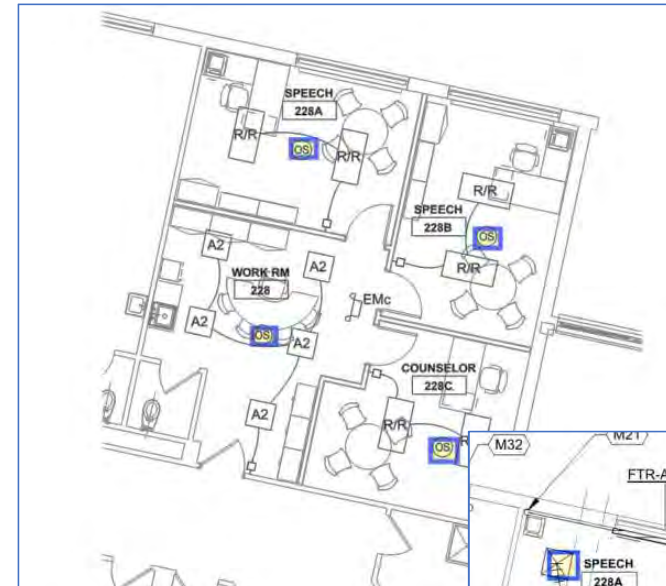 SPEECH
228A
R/R
OS
R/R
R/R
SPEECH
228B
OS
R/R
A2
WORK RM
228
A2
EMc
A2
OS
A2
COUNSELOR
228C
A2
R/R
OS
R
M32
M21
FTR-A
SPEECH
228A